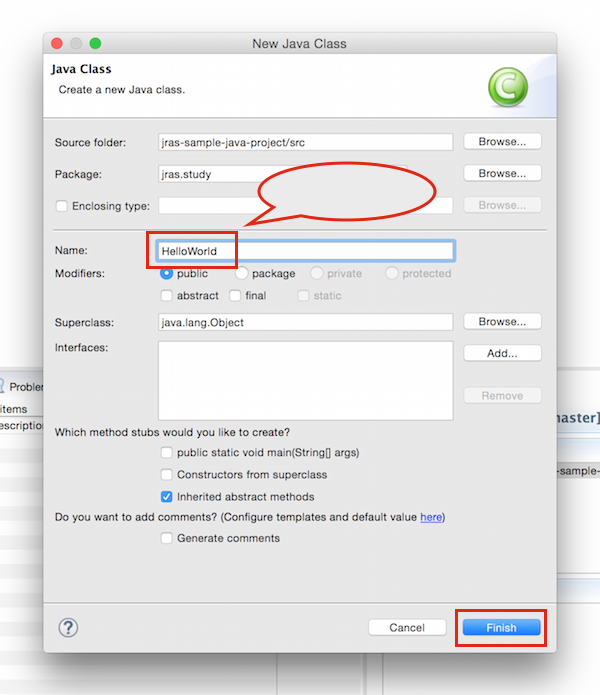 New Java Class
Java Class
Create a new Java class.
Source folder: jras-sample-java-project/src Browse...
Package: jras.study Browse...
Enclosing type: Browse...
Name: HelloWorld
Modifiers: public package private protected
abstract final static
Superclass: java.lang.Object Browse...
Interfaces: Add...
Remove
Problem
items
escription
master]
-sample-
Which method stubs would you like to create?
public static void main(String[] args)
Constructors from superclass
Inherited abstract methods
Do you want to add comments? (Configure templates and default value here)
Generate comments
? Cancel Finish